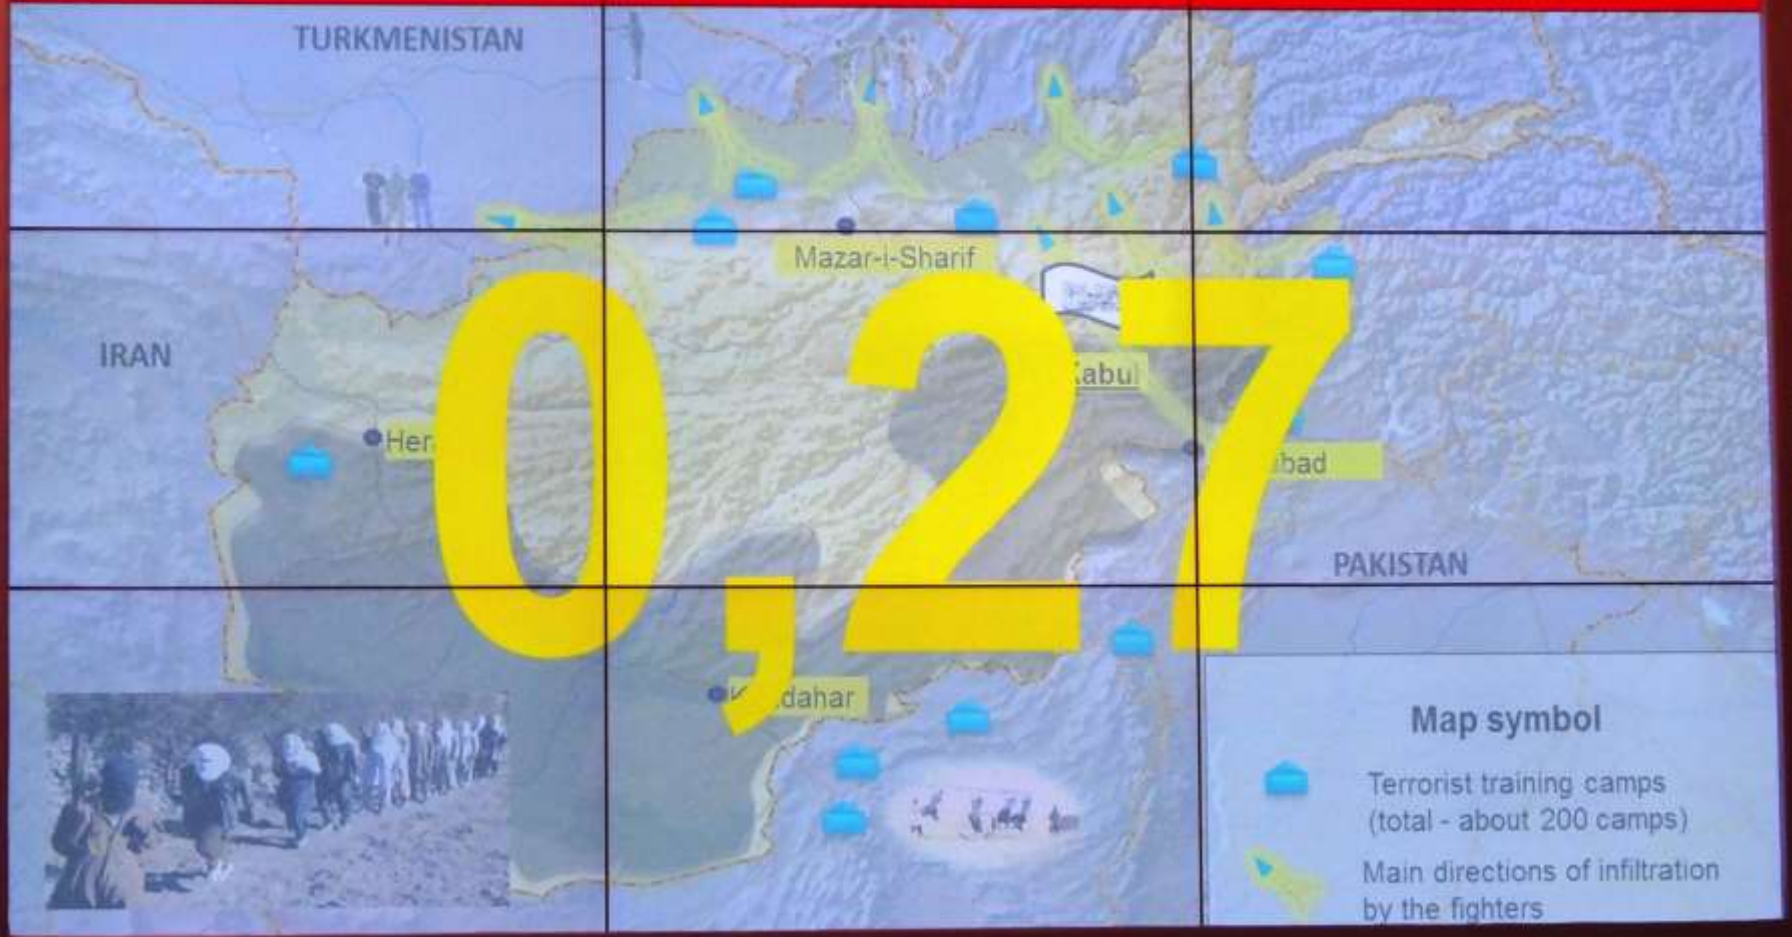 TURKMENISTAN
Mazar-i-Sharif
IRAN
0,27
Kabul
Her
bad
PAKISTAN
K dahar
Map symbol
Terrorist training camps
(total - about 200 camps)
Main directions of infiltration
by the fighters